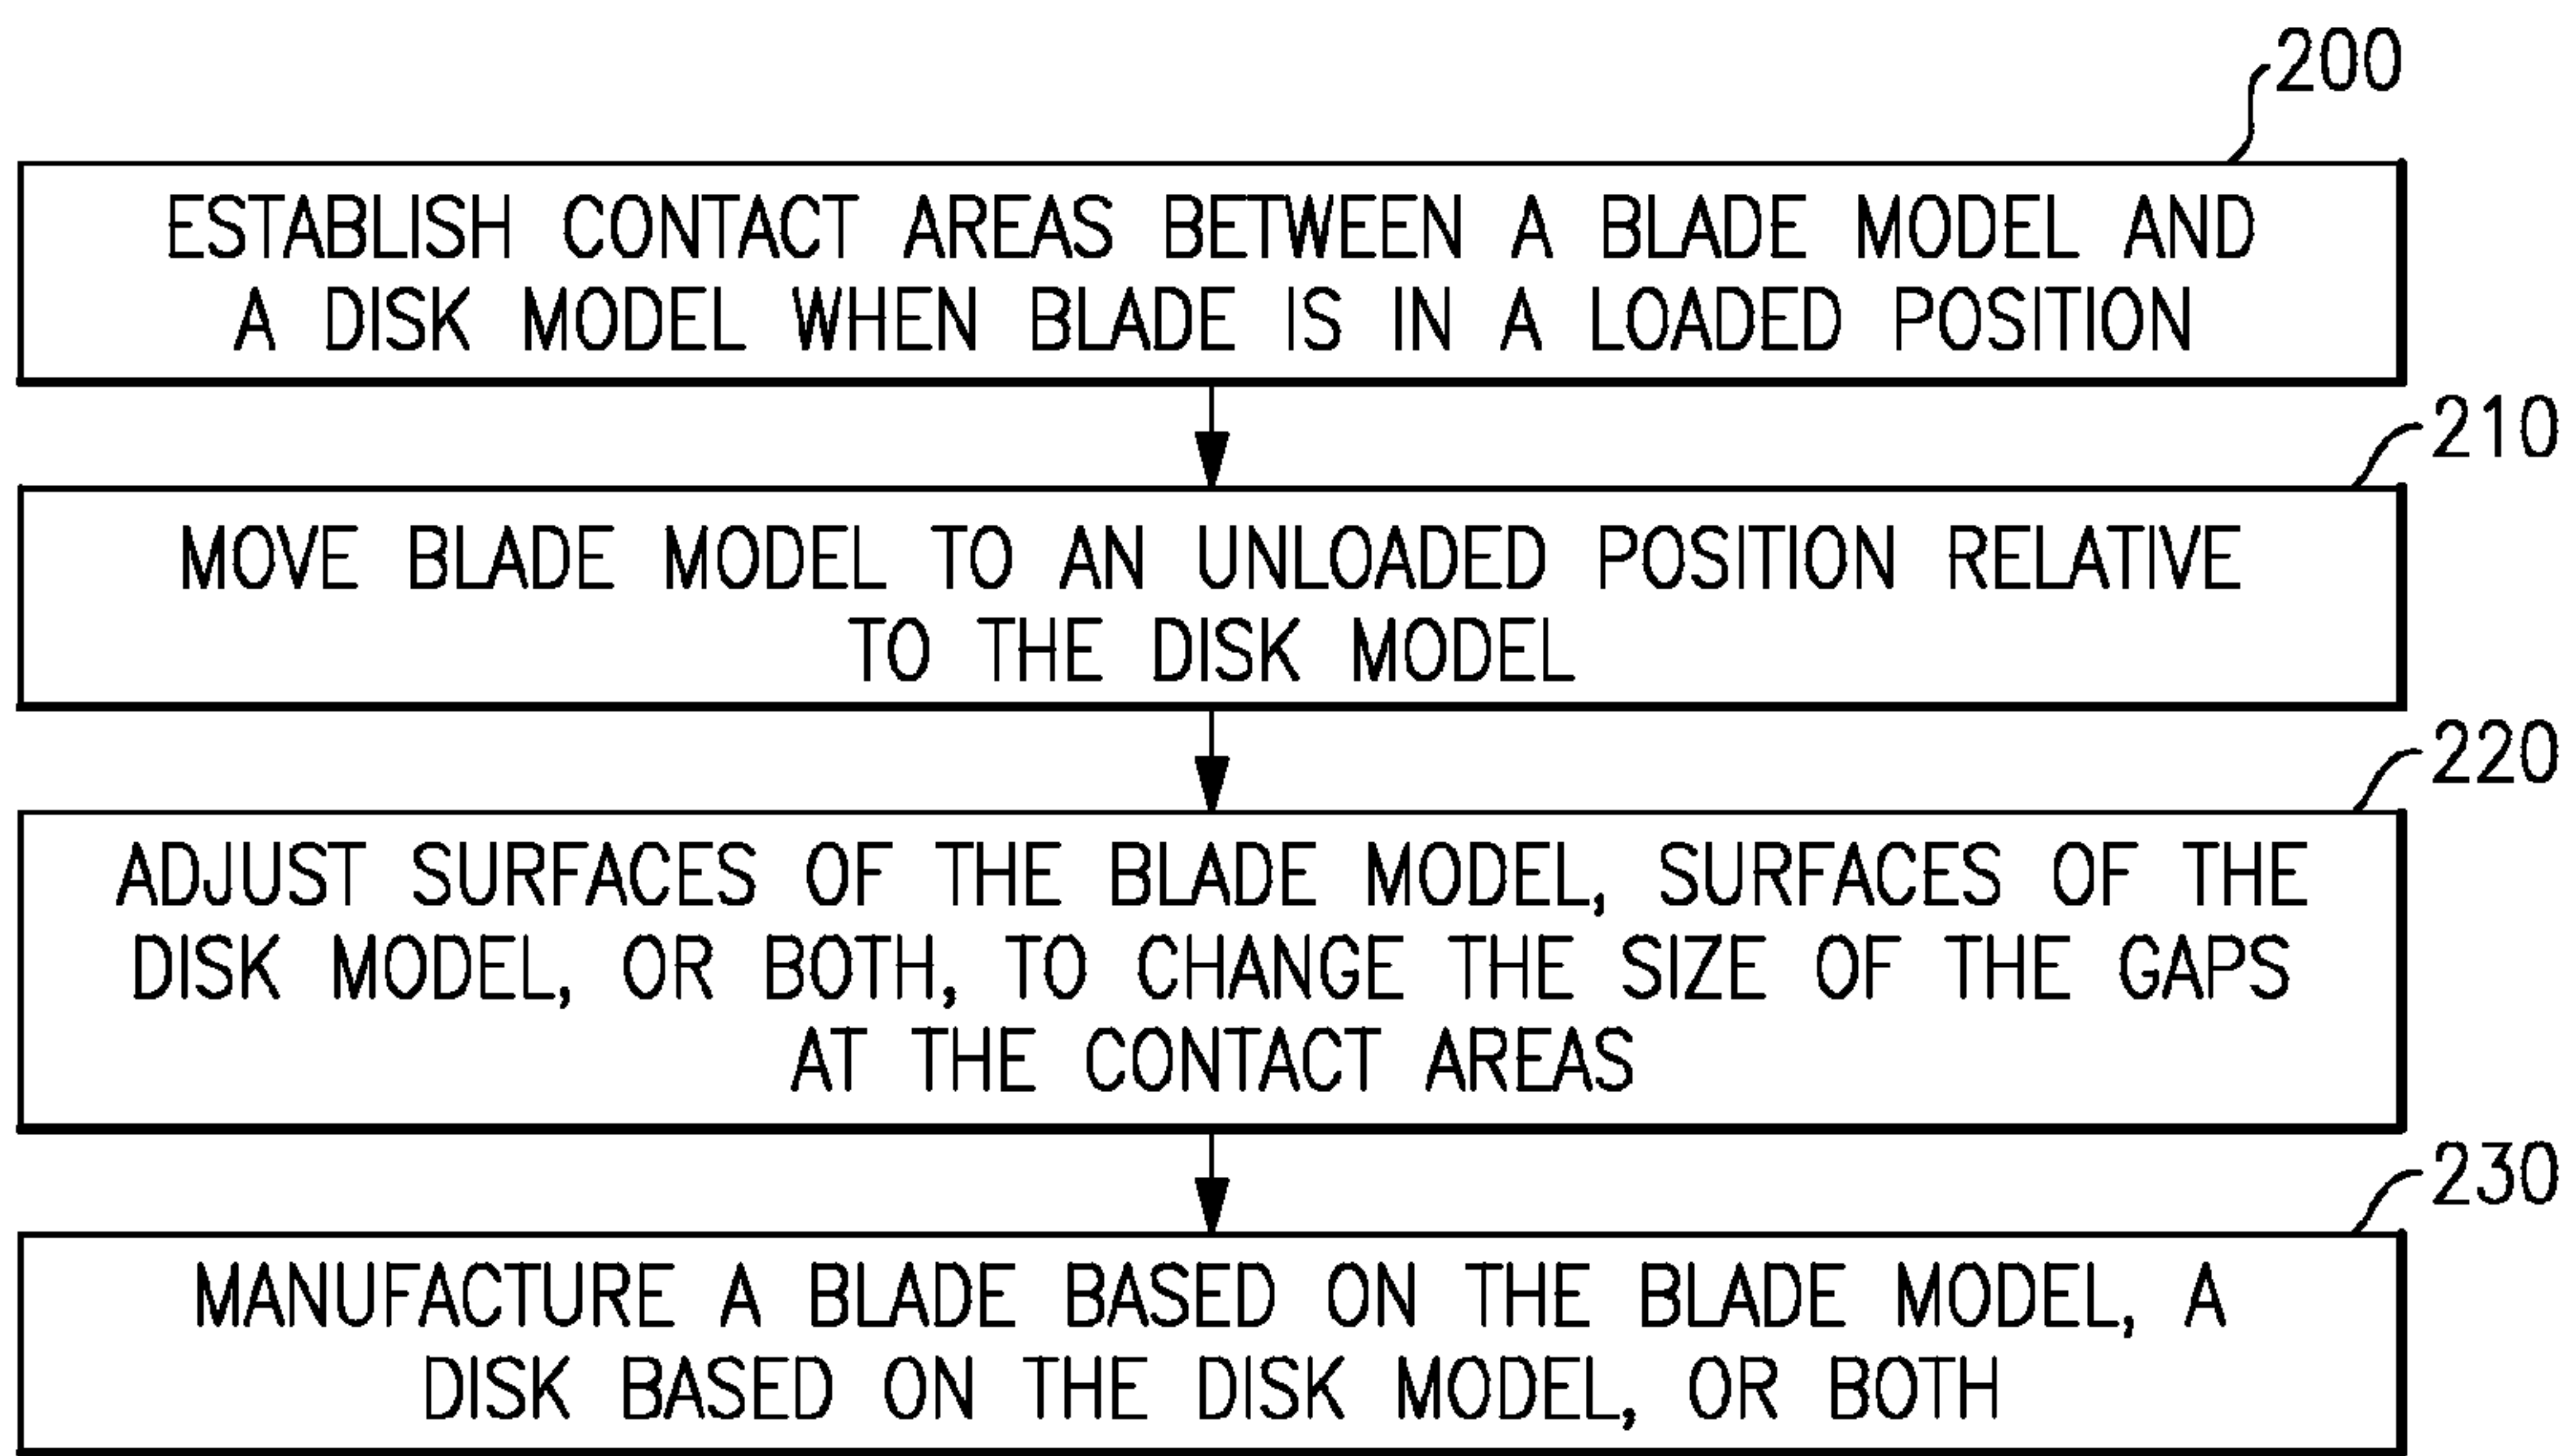 200
ESTABLISH CONTACT AREAS BETWEEN A BLADE MODEL AND
A DISK MODEL WHEN BLADE IS IN A LOADED POSITION
210
MOVE BLADE MODEL TO AN UNLOADED POSITION RELATIVE
TO THE DISK MODEL
220
ADJUST SURFACES OF THE BLADE MODEL, SURFACES OF THE
DISK MODEL, OR BOTH, TO CHANGE THE SIZE OF THE GAPS
AT THE CONTACT AREAS
230
MANUFACTURE A BLADE BASED ON THE BLADE MODEL, A
DISK BASED ON THE DISK MODEL, OR BOTH